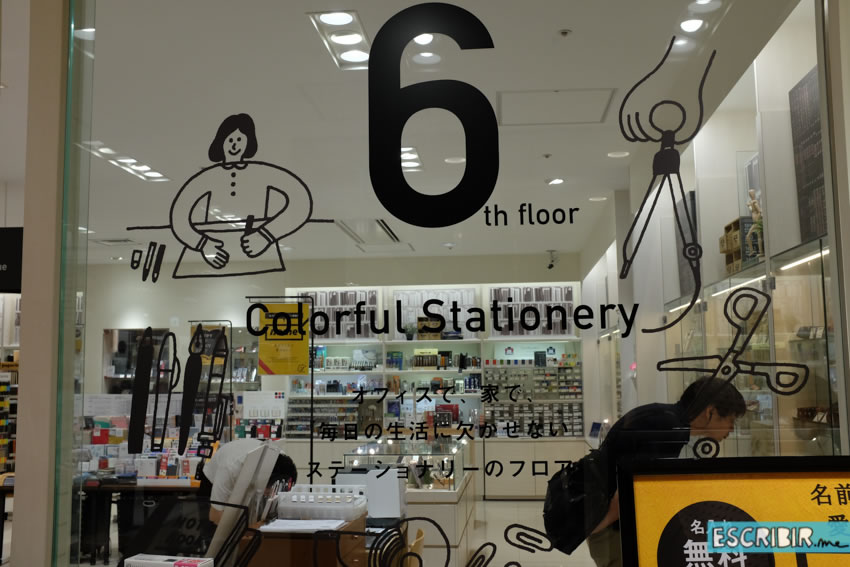 6
th floor
Colorful Stationery
オフィスで、家で、
毎日の生活に欠かせない
ステーショナリーのフロア
名前
無料
ESCRIBIR.me